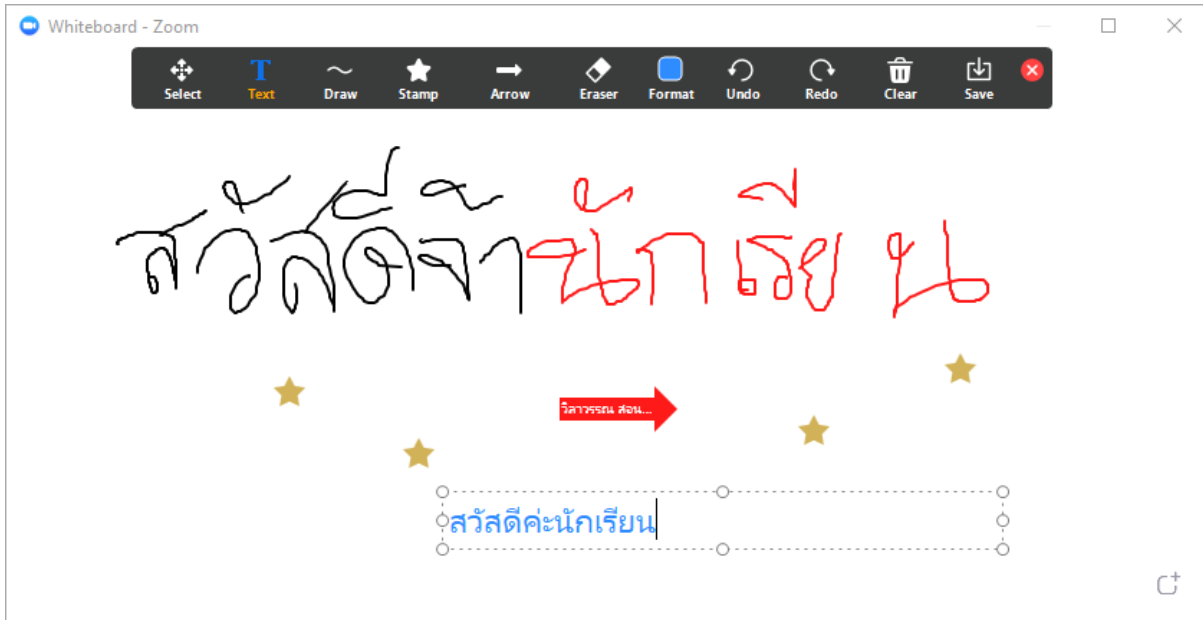 Whiteboard - Zoom
Select Text Draw Stamp Arrow Eraser Format Undo Redo Clear Save
สวัสดีจ้านักเรียน
วิลาวรรณ สอน...
สวัสดีค่ะนักเรียน